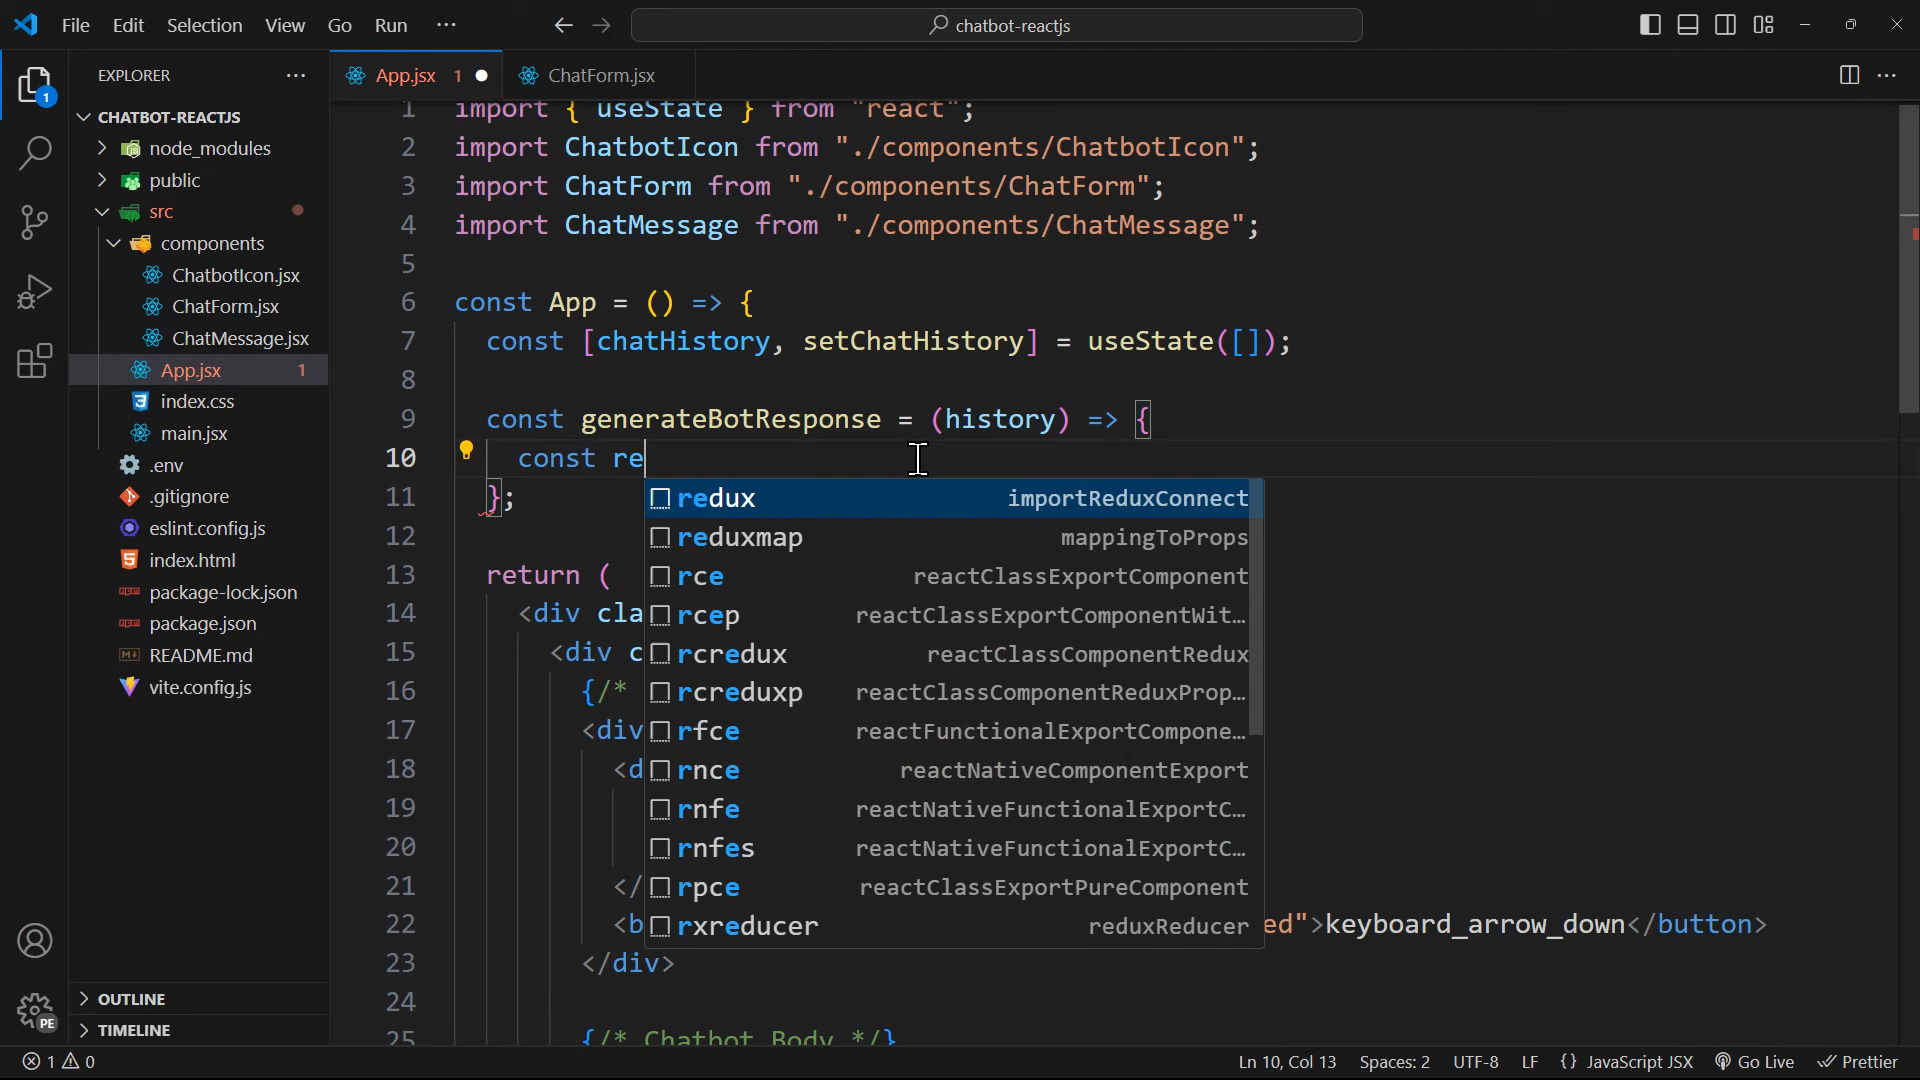 File Edit Selection View Go Run ···
chatbot-reactjs
EXPLORER
CHATBOT-REACTJS
node_modules
public
src
components
ChatbotIcon.jsx
ChatForm.jsx
ChatMessage.jsx
App.jsx 1
index.css
main.jsx
.env
.gitignore
eslint.config.js
index.html
package-lock.json
package.json
README.md
vite.config.js
OUTLINE
TIMELINE
1
PE
App.jsx 1
ChatForm.jsx
1 import { useState } from "react";
2 import ChatbotIcon from "./components/ChatbotIcon";
3 import ChatForm from "./components/ChatForm";
4 import ChatMessage from "./components/ChatMessage";
5
6 const App = () => {
7 const [chatHistory, setChatHistory] = useState([]);
8
9 const generateBotResponse = (history) => {
10 const re
11 };
12
13 return (
14 <div cla
15 <div c
16 {/*
17 <div
18 <d
19
20
21 </
22 <b ed">keyboard_arrow_down</button>
23 </div>
24
25 {/* Chatbot Body */}
redux importReduxConnect
reduxmap mappingToProps
rce reactClassExportComponent
rcep reactClassExportComponentWit…
rcredux reactClassComponentRedux
rcreduxp reactClassComponentReduxProp…
rfce reactFunctionalExportCompone…
rnce reactNativeComponentExport
rnfe reactNativeFunctionalExportC…
rnfes reactNativeFunctionalExportC…
rpce reactClassExportPureComponent
rxreducer reduxReducer
1 0
Ln 10, Col 13 Spaces: 2 UTF-8 LF {} JavaScript JSX Go Live Prettier